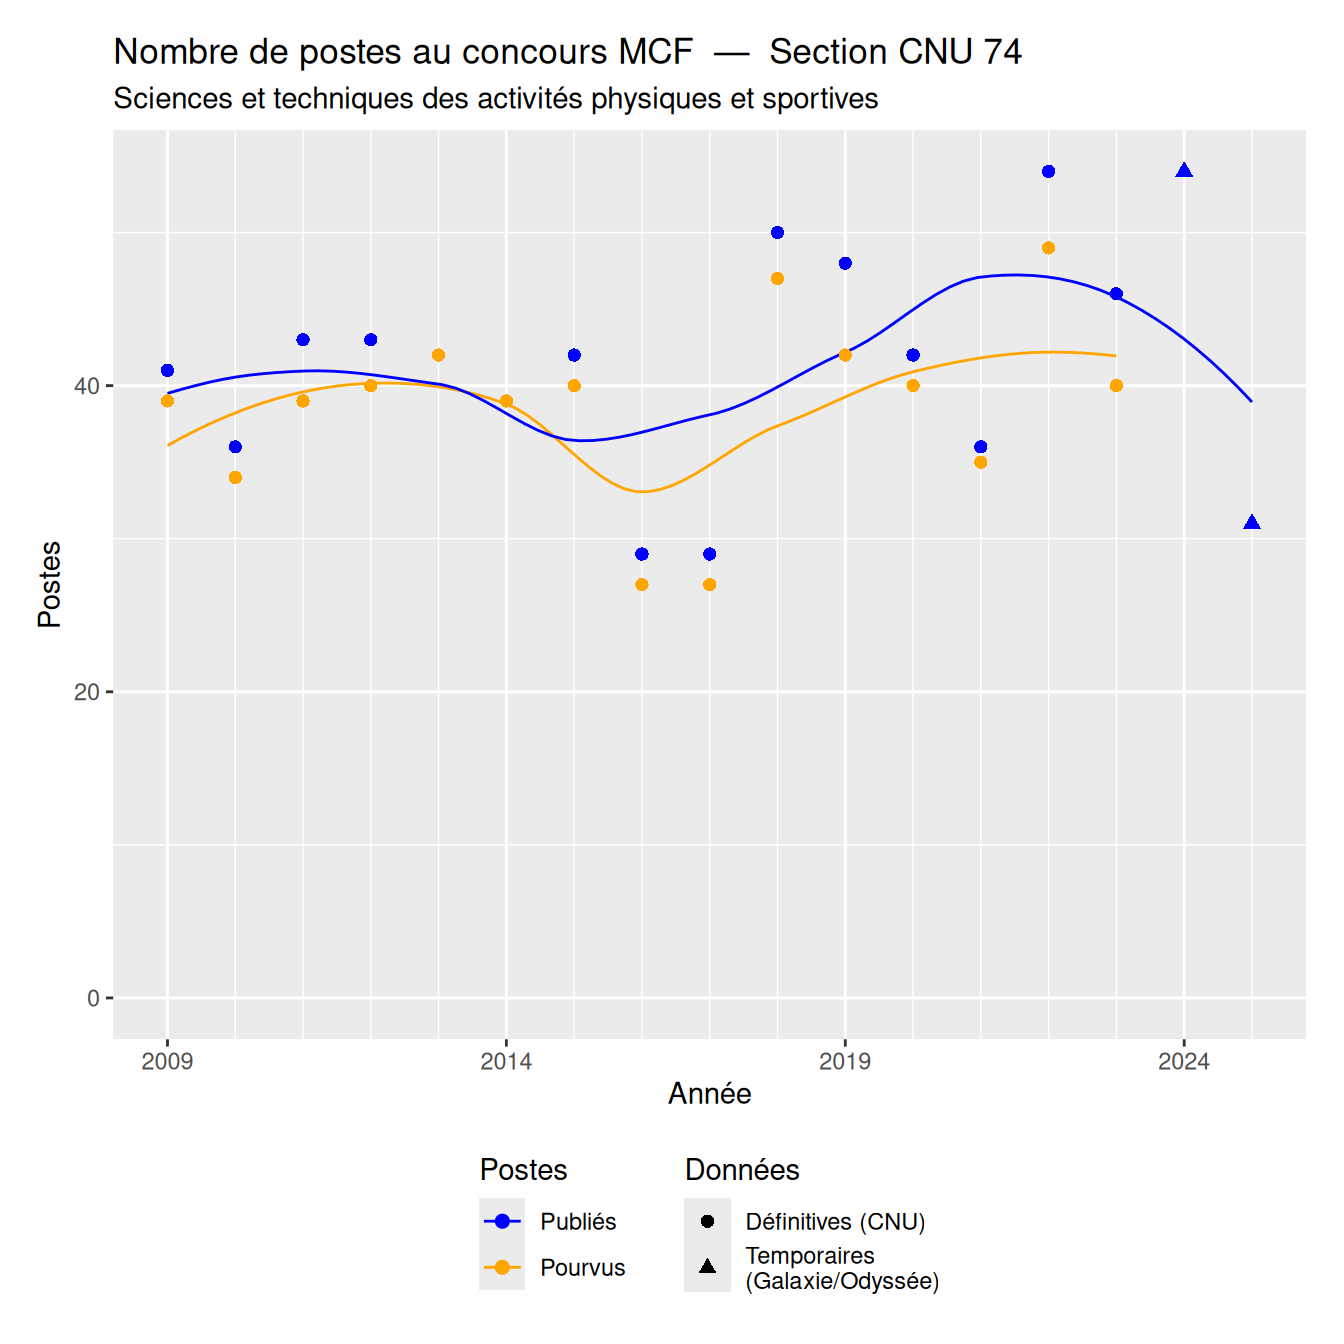 Nombre de postes au concours MCF — Section CNU 74
Sciences et techniques des activités physiques et sportives
Postes
40
20
0
2009
2014
2019
2024
Année
Postes
Publiés
Pourvus
Données
Définitives (CNU)
Temporaires
(Galaxie/Odyssée)